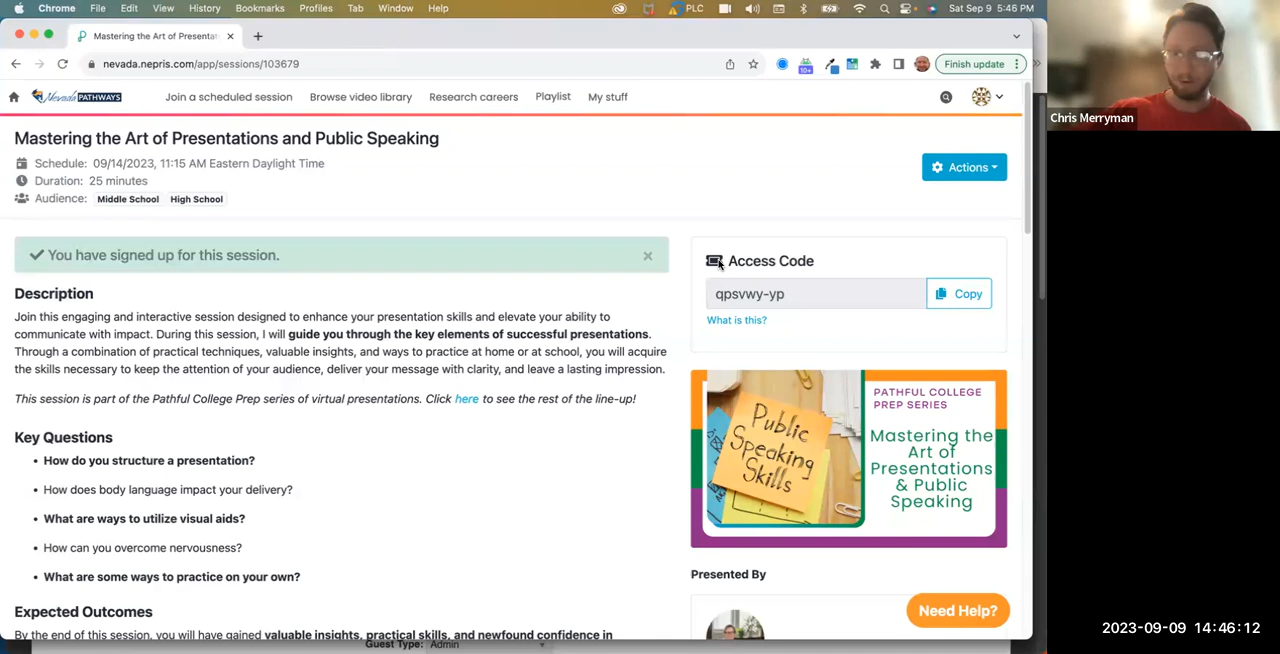 Chrome File Edit View History Bookmarks Profiles Tab Window Help PLC Sat Sep 9 5:46 PM
Mastering the Art of Presentat
nevada.nepris.com/app/sessions/103679
10+
Finish update
Nevada PATHWAYS Join a scheduled session Browse video library Research careers Playlist My stuff
Chris Merryman
Mastering the Art of Presentations and Public Speaking
Schedule: 09/14/2023, 11:15 AM Eastern Daylight Time
Duration: 25 minutes
Audience: Middle School High School
Actions
You have signed up for this session.
Description
Join this engaging and interactive session designed to enhance your presentation skills and elevate your ability to
communicate with impact. During this session, I will guide you through the key elements of successful presentations.
Through a combination of practical techniques, valuable insights, and ways to practice at home or at school, you will acquire
the skills necessary to keep the attention of your audience, deliver your message with clarity, and leave a lasting impression.
This session is part of the Pathful College Prep series of virtual presentations. Click here to see the rest of the line-up!
Key Questions
• How do you structure a presentation?
• How does body language impact your delivery?
• What are ways to utilize visual aids?
• How can you overcome nervousness?
• What are some ways to practice on your own?
Expected Outcomes
By the end of this session, you will have gained valuable insights, practical skills, and newfound confidence in
Access Code
qpsvwy-yp
Copy
What is this?
Public
Speaking
Skills
PATHFUL COLLEGE
PREP SERIES
Mastering the
Art of
Presentations
& Public
Speaking
Presented By
Need Help?
Guest Type: Admin
2023-09-09 14:46:12